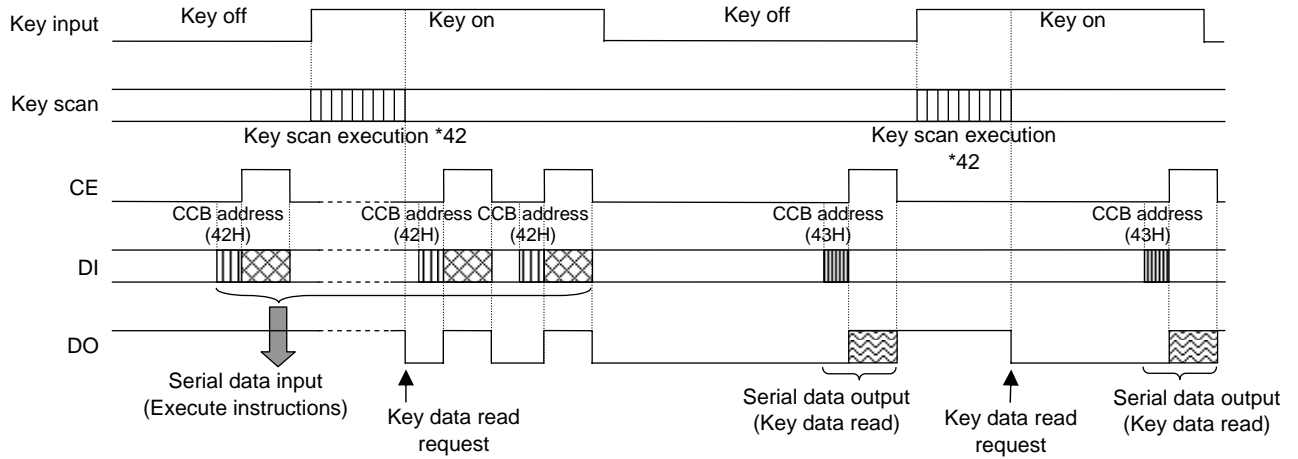 Key input
Key off
Key on
Key off
Key on
Key scan
Key scan execution *42
Key scan execution
*42
CE
CCB address
(42H)
CCB address
(42H)
CCB address
(42H)
CCB address
(43H)
CCB address
(43H)
DI
DO
Serial data input
(Execute instructions)
Key data read
request
Serial data output
(Key data read)
Key data read
request
Serial data output
(Key data read)